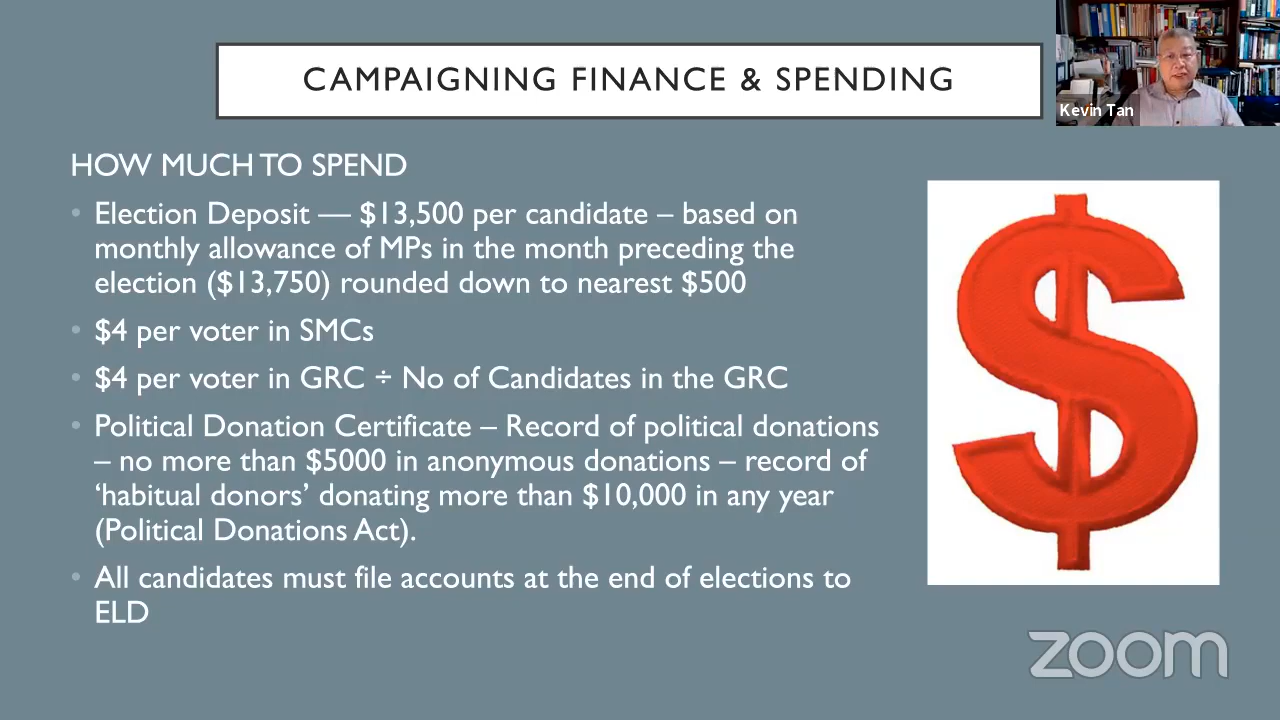 CAMPAIGNING FINANCE & SPENDING
Kevin Tan
HOW MUCH TO SPEND
• Election Deposit — $13,500 per candidate – based on
monthly allowance of MPs in the month preceding the
election ($13,750) rounded down to nearest $500
• $4 per voter in SMCs
• $4 per voter in GRC ÷ No of Candidates in the GRC
• Political Donation Certificate – Record of political donations
– no more than $5000 in anonymous donations – record of
‘habitual donors’ donating more than $10,000 in any year
(Political Donations Act).
• All candidates must file accounts at the end of elections to
ELD
$
zoom